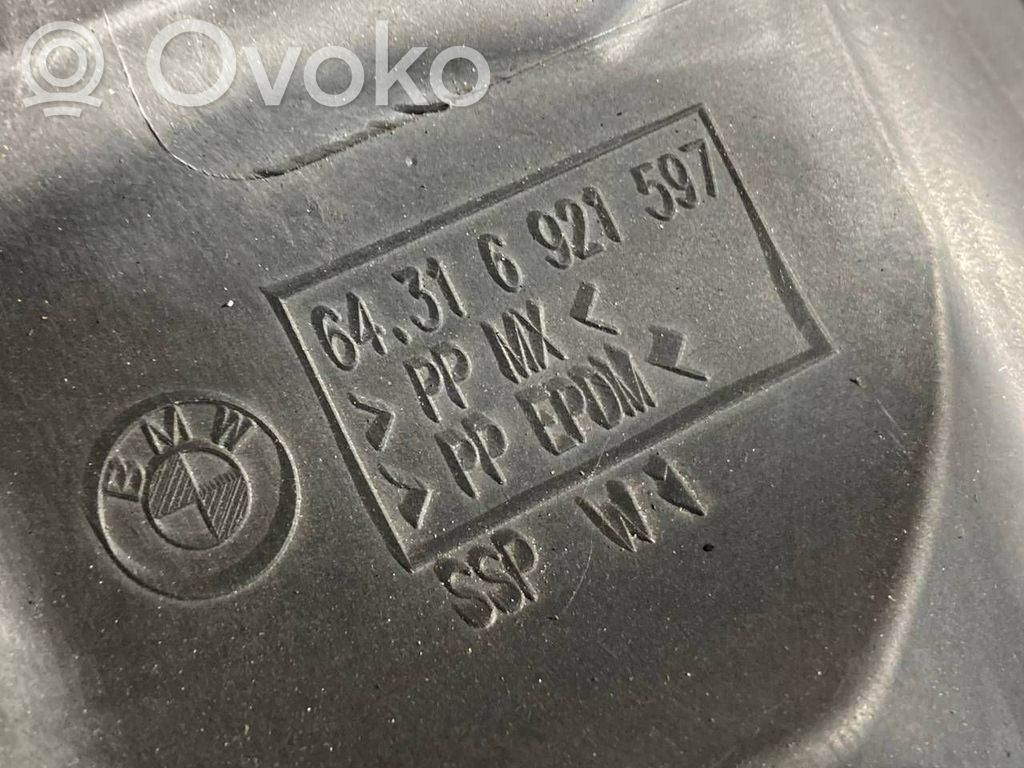 Ovoko
64.31 6 921 597
> PP MX <
> PP EPDM <
SSP W
BMW